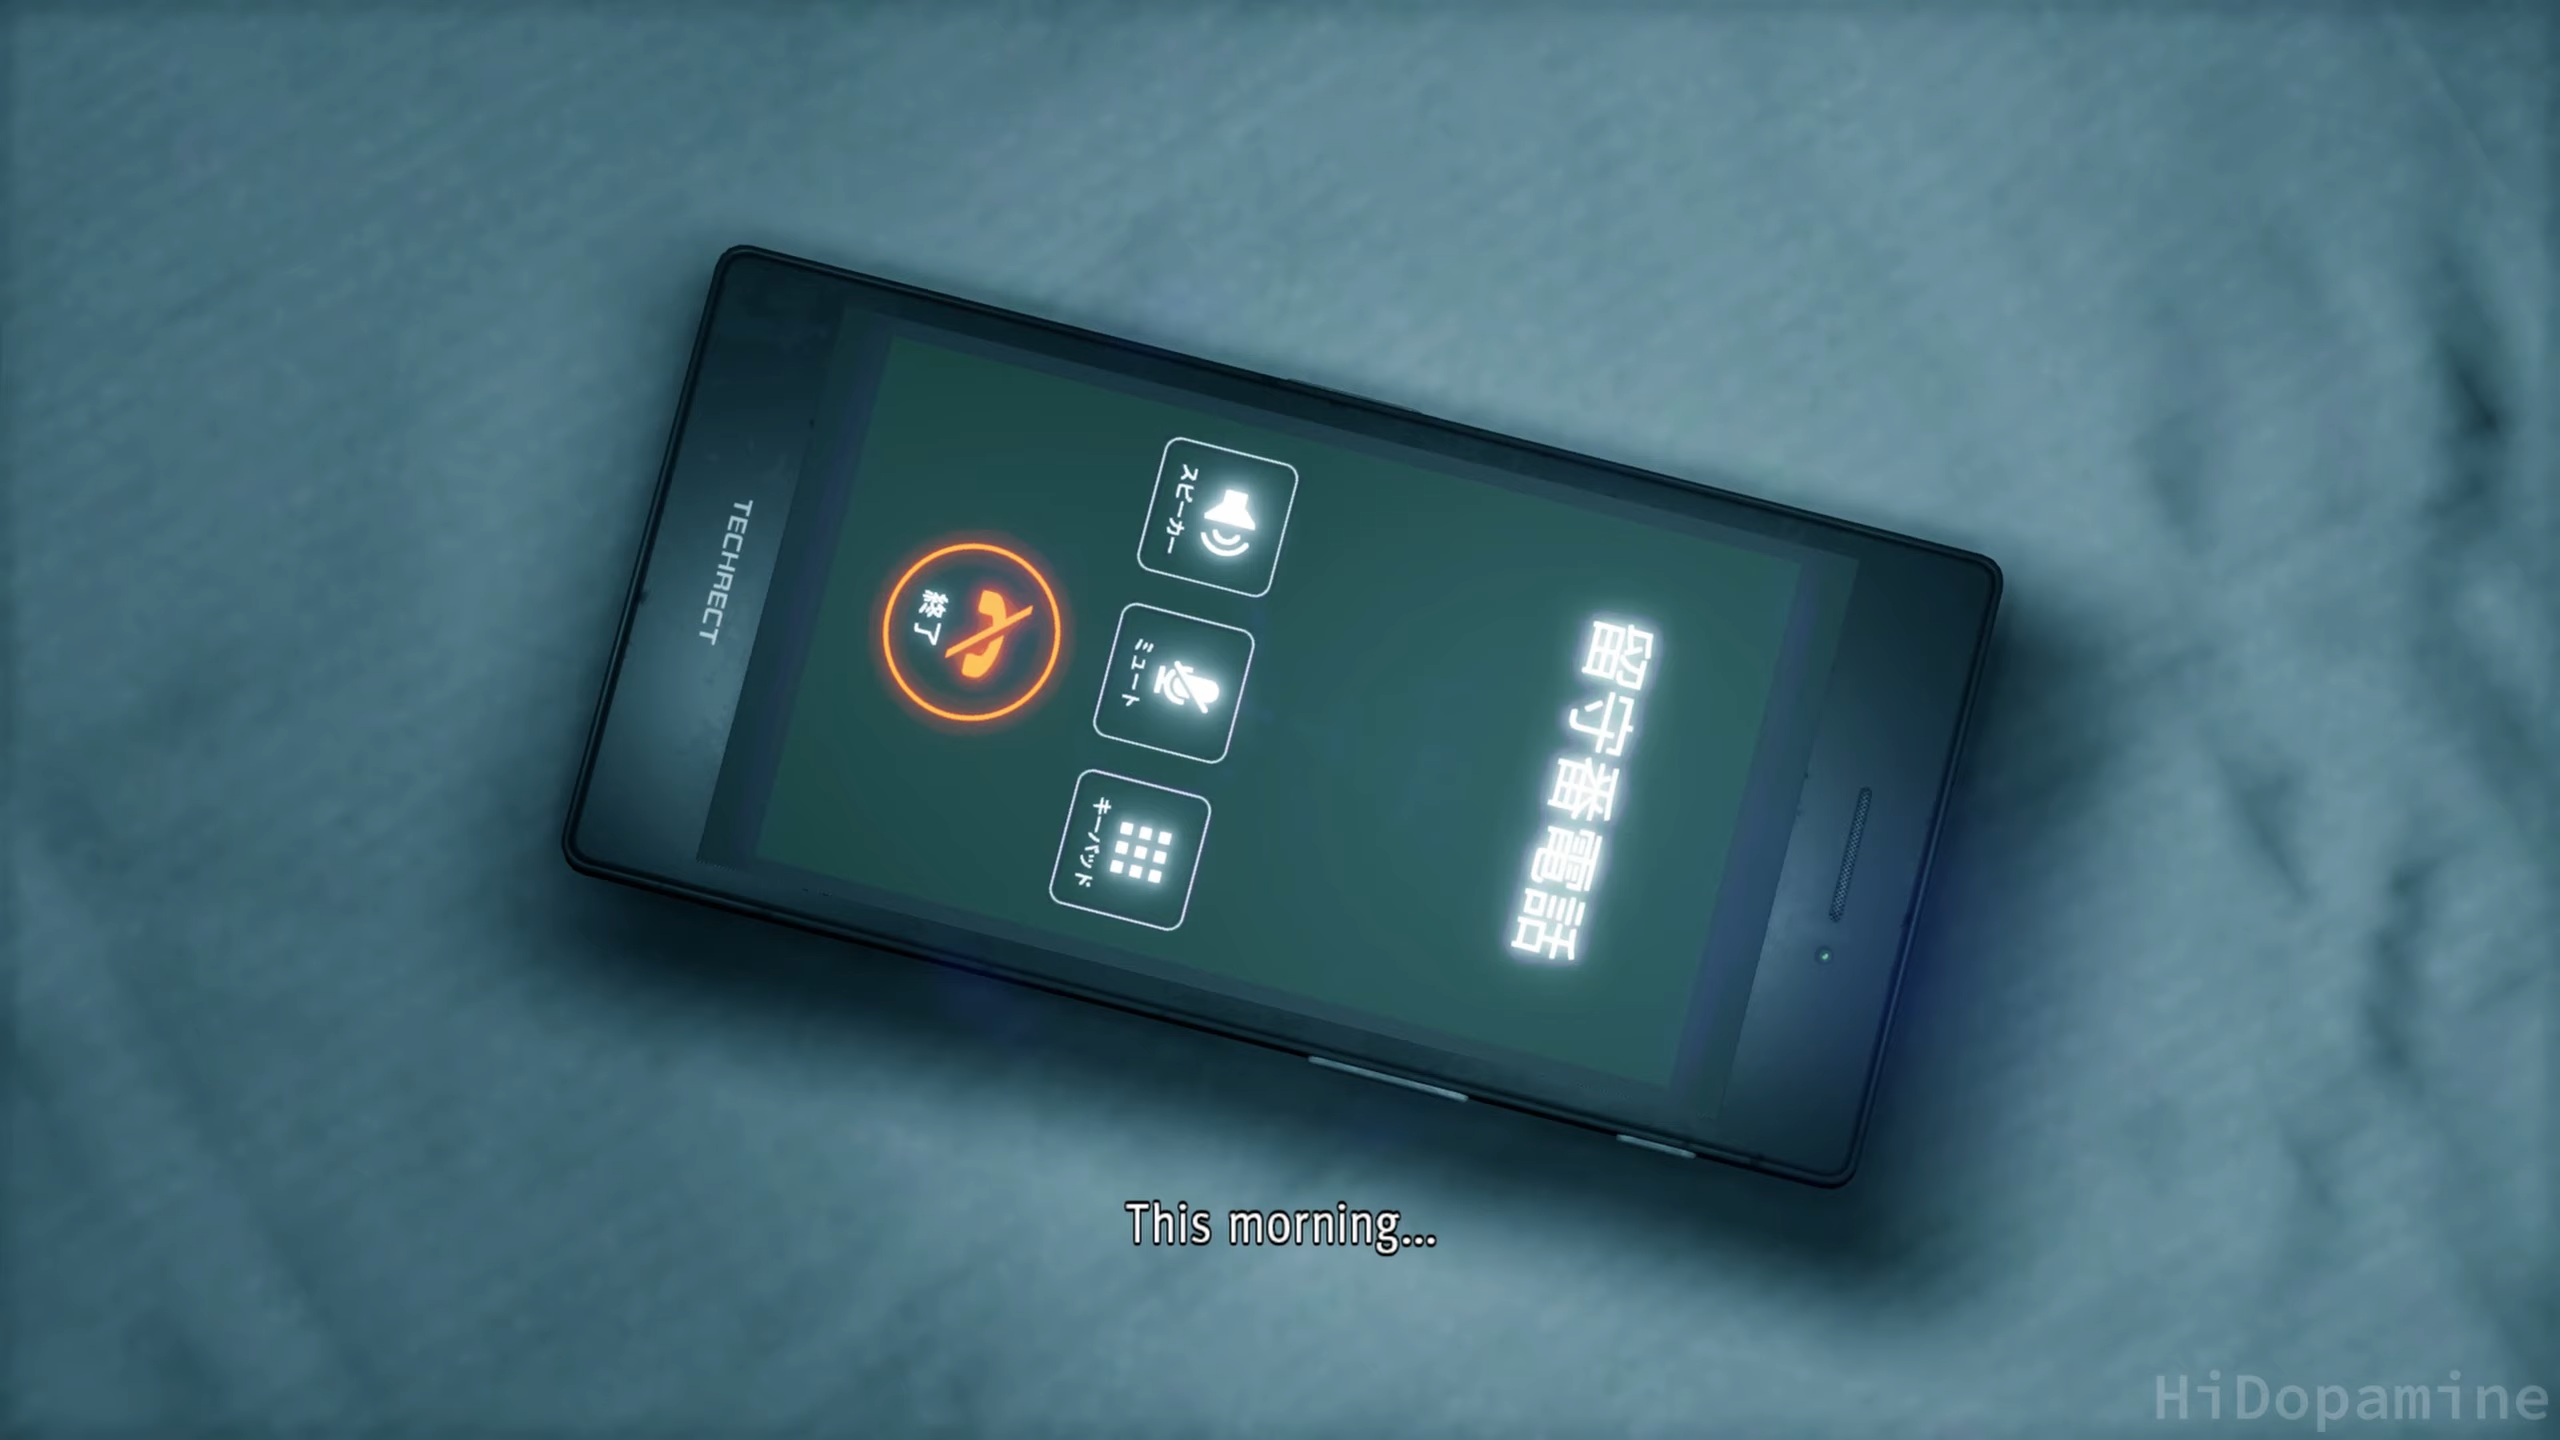 留守番電話
スピーカー
ミュート
キーパッド
終了
TECHRECT
This morning...
HiDopamine